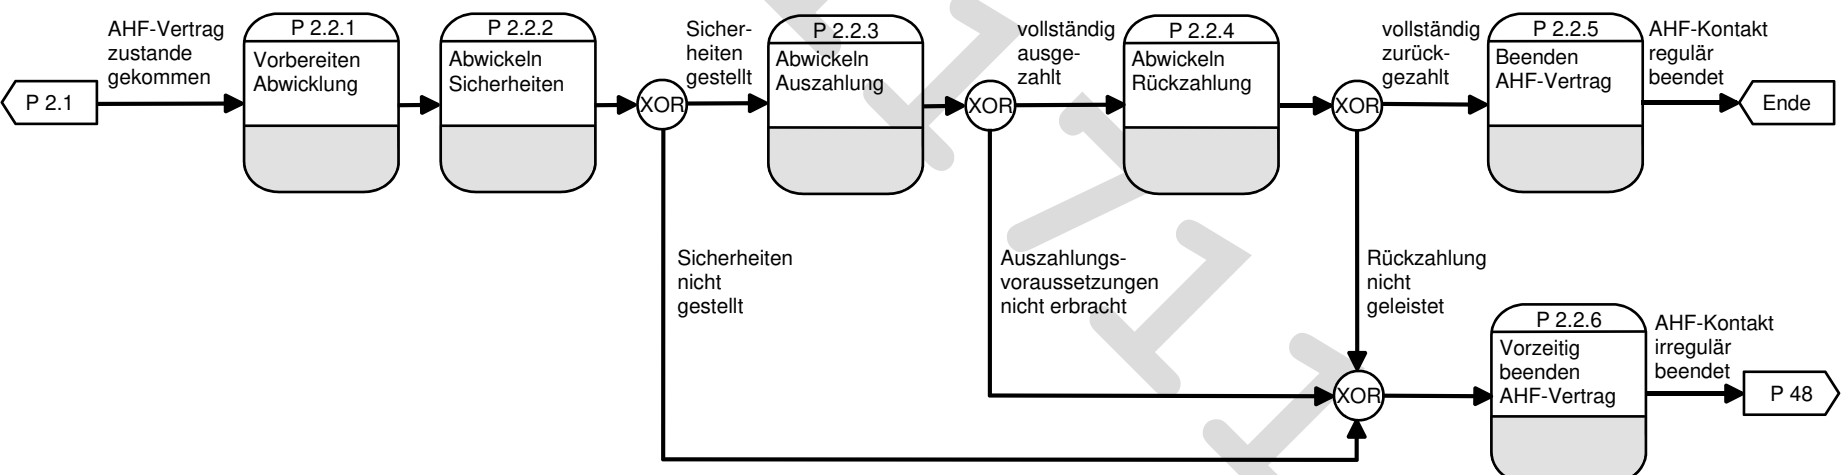 P 2.1
AHF-Vertrag
zustande
gekommen
P 2.2.1
Vorbereiten
Abwicklung
P 2.2.2
Abwickeln
Sicherheiten
XOR
Sicher-
heiten
gestellt
P 2.2.3
Abwickeln
Auszahlung
XOR
vollständig
ausge-
zahlt
P 2.2.4
Abwickeln
Rückzahlung
XOR
vollständig
zurück-
gezahlt
P 2.2.5
Beenden
AHF-Vertrag
AHF-Kontakt
regulär
beendet
Ende
Sicherheiten
nicht
gestellt
Auszahlungs-
voraussetzungen
nicht erbracht
Rückzahlung
nicht
geleistet
XOR
P 2.2.6
Vorzeitig
beenden
AHF-Vertrag
AHF-Kontakt
irregulär
beendet
P 48